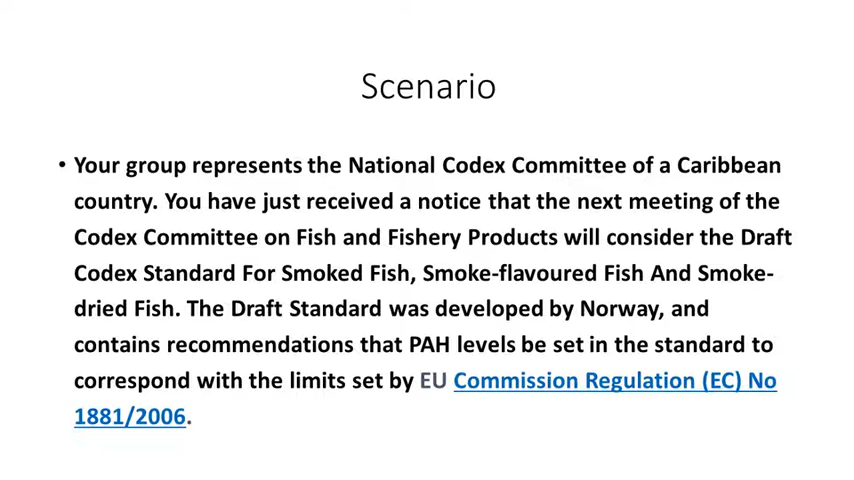 Scenario
• Your group represents the National Codex Committee of a Caribbean
country. You have just received a notice that the next meeting of the
Codex Committee on Fish and Fishery Products will consider the Draft
Codex Standard For Smoked Fish, Smoke-flavoured Fish And Smoke-
dried Fish. The Draft Standard was developed by Norway, and
contains recommendations that PAH levels be set in the standard to
correspond with the limits set by EU Commission Regulation (EC) No
1881/2006.